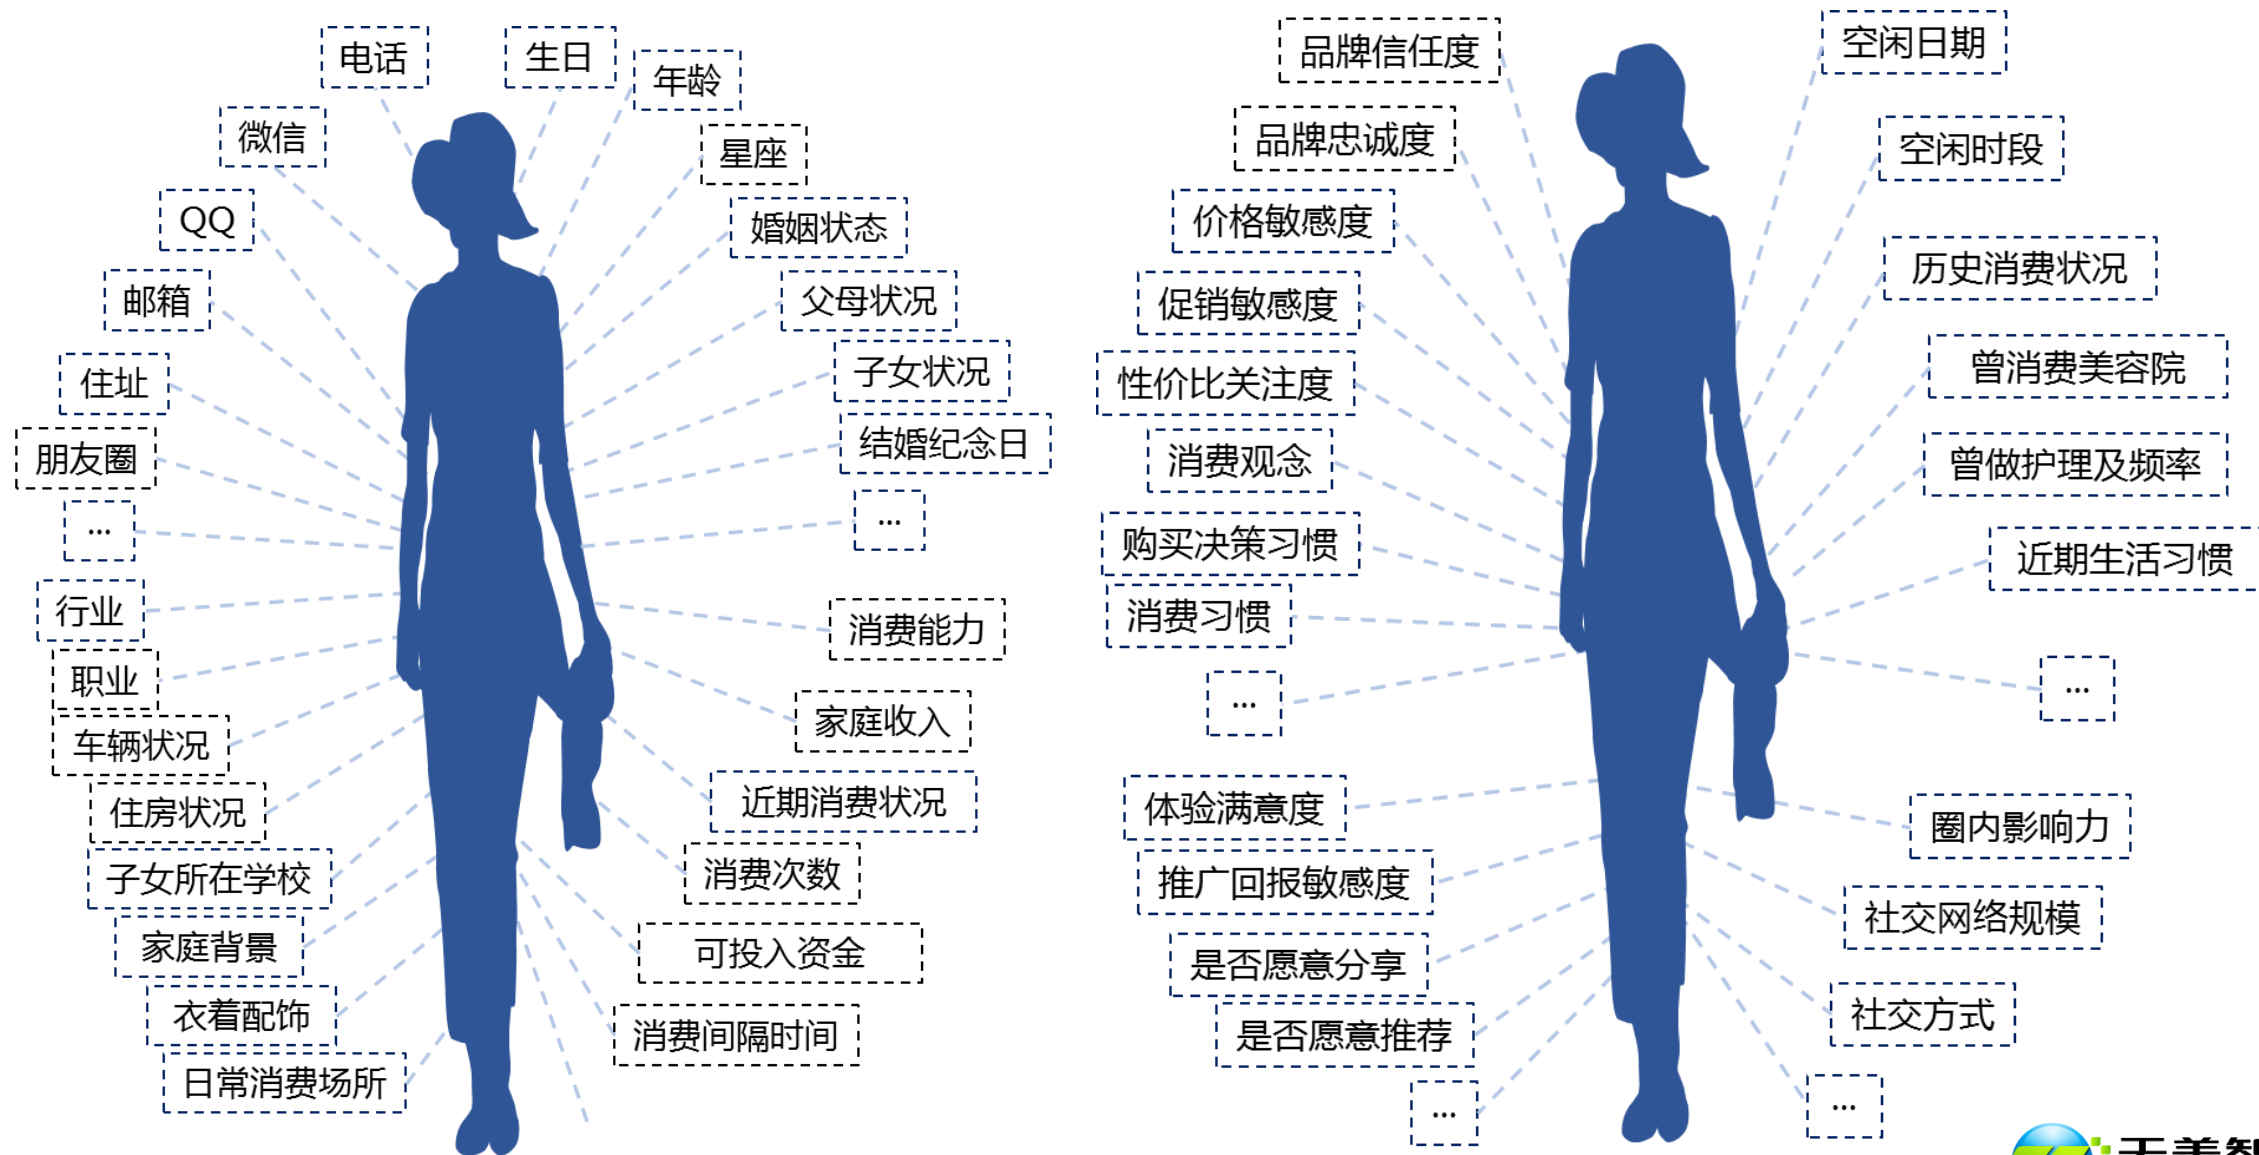 电话
生日
年龄
微信
星座
QQ
婚姻状态
邮箱
父母状况
住址
子女状况
朋友圈
结婚纪念日
...
...
行业
消费能力
职业
车辆状况
家庭收入
住房状况
近期消费状况
子女所在学校
消费次数
家庭背景
可投入资金
衣着配饰
消费间隔时间
日常消费场所
品牌信任度
空闲日期
品牌忠诚度
空闲时段
价格敏感度
历史消费状况
促销敏感度
性价比关注度
曾消费美容院
消费观念
曾做护理及频率
购买决策习惯
近期生活习惯
消费习惯
...
...
体验满意度
圈内影响力
推广回报敏感度
社交网络规模
是否愿意分享
社交方式
是否愿意推荐
...
...